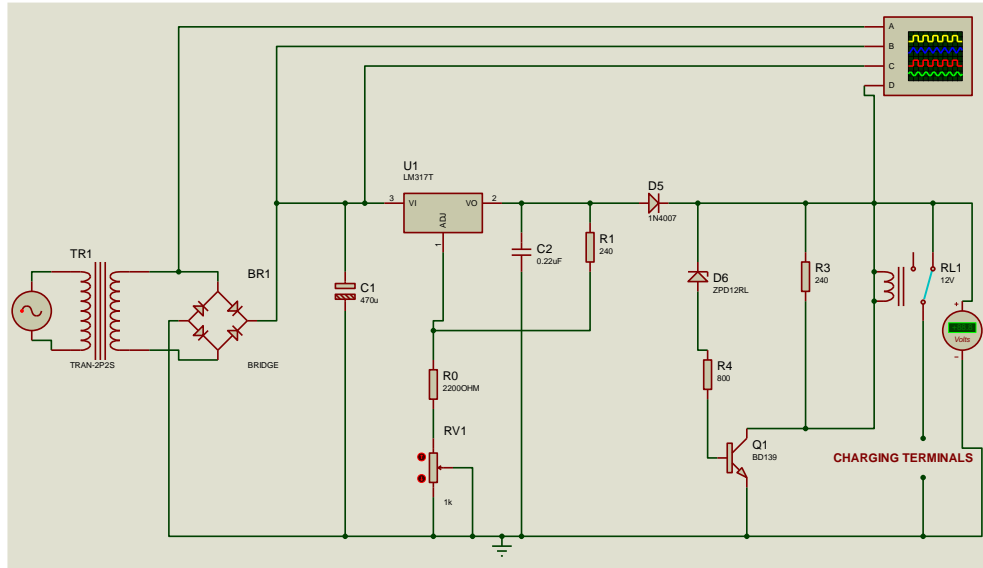 A
B
C
D
U1
LM317T
3
VI
VO
2
ADJ
1
D5
1N4007
TR1
TRAN-2P2S
BR1
BRIDGE
C1
470u
C2
0.22uF
R1
240
D6
ZPD12RL
R3
240
RL1
12V
+
Volts
-
R0
2200OHM
R4
800
RV1
1k
Q1
BD139
CHARGING TERMINALS